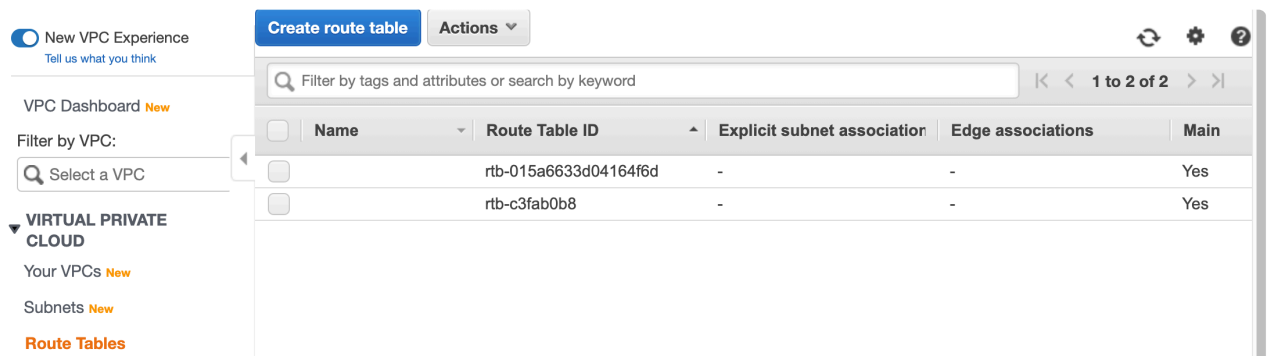 New VPC Experience
Tell us what you think
VPC Dashboard New
Filter by VPC:
Select a VPC
VIRTUAL PRIVATE
CLOUD
Your VPCs New
Subnets New
Route Tables
Create route table Actions
Filter by tags and attributes or search by keyword 1 to 2 of 2
Name Route Table ID Explicit subnet association Edge associations Main
rtb-015a6633d04164f6d - - Yes
rtb-c3fab0b8 - - Yes